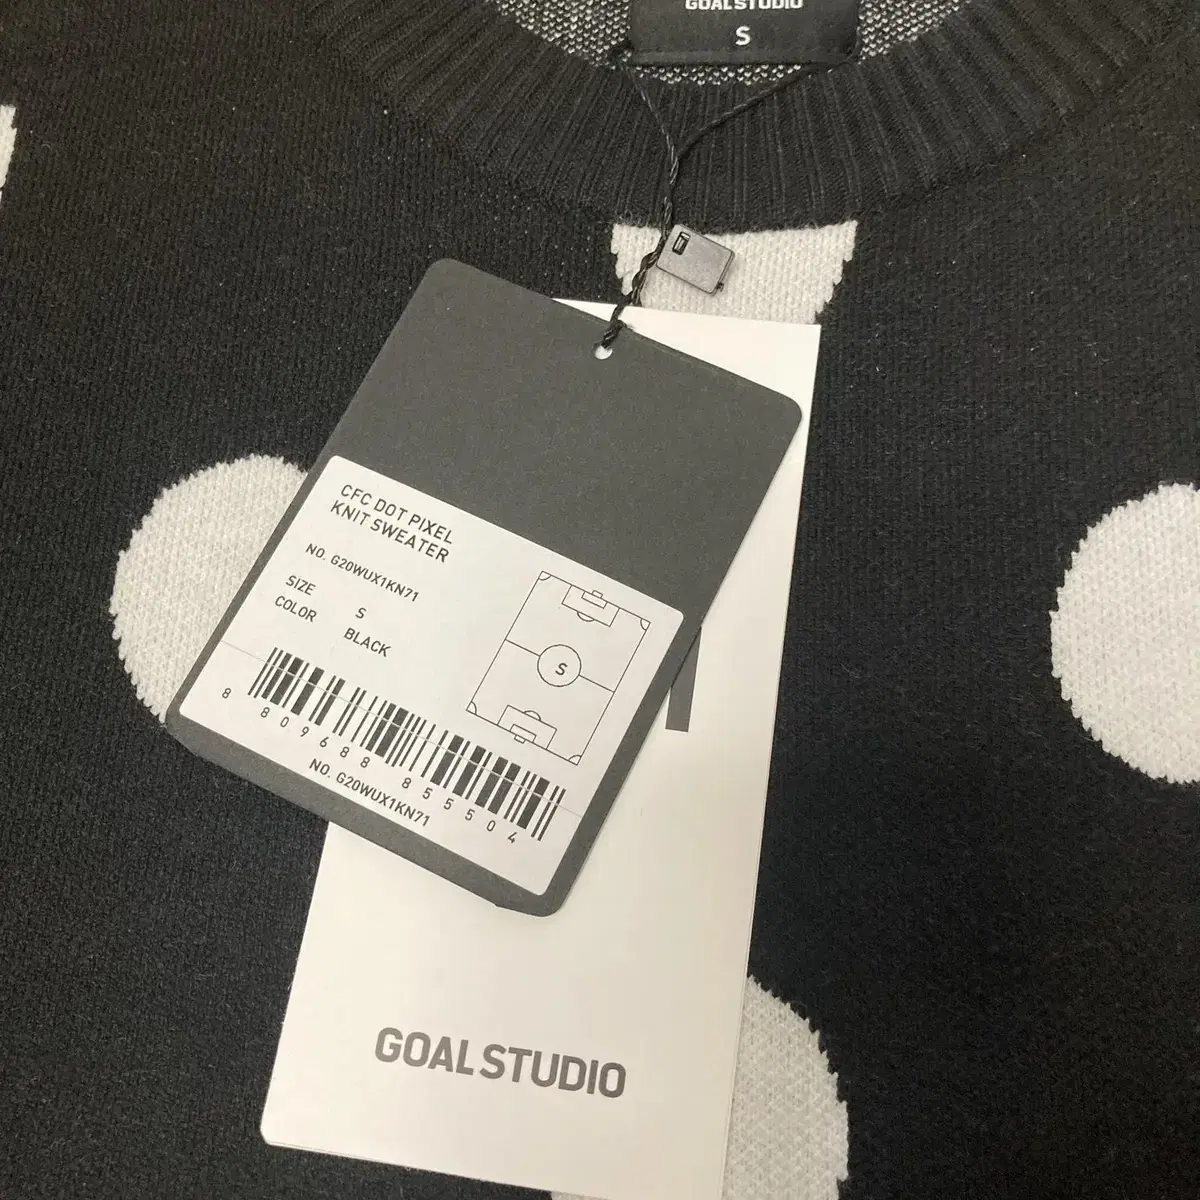 GOALSTUDIO
S
CFC DOT PIXEL
KNIT SWEATER
NO. G20WUX1KN71
SIZE S
COLOR BLACK
S
8 809688 855504
NO. G20WUX1KN71
GOALSTUDIO